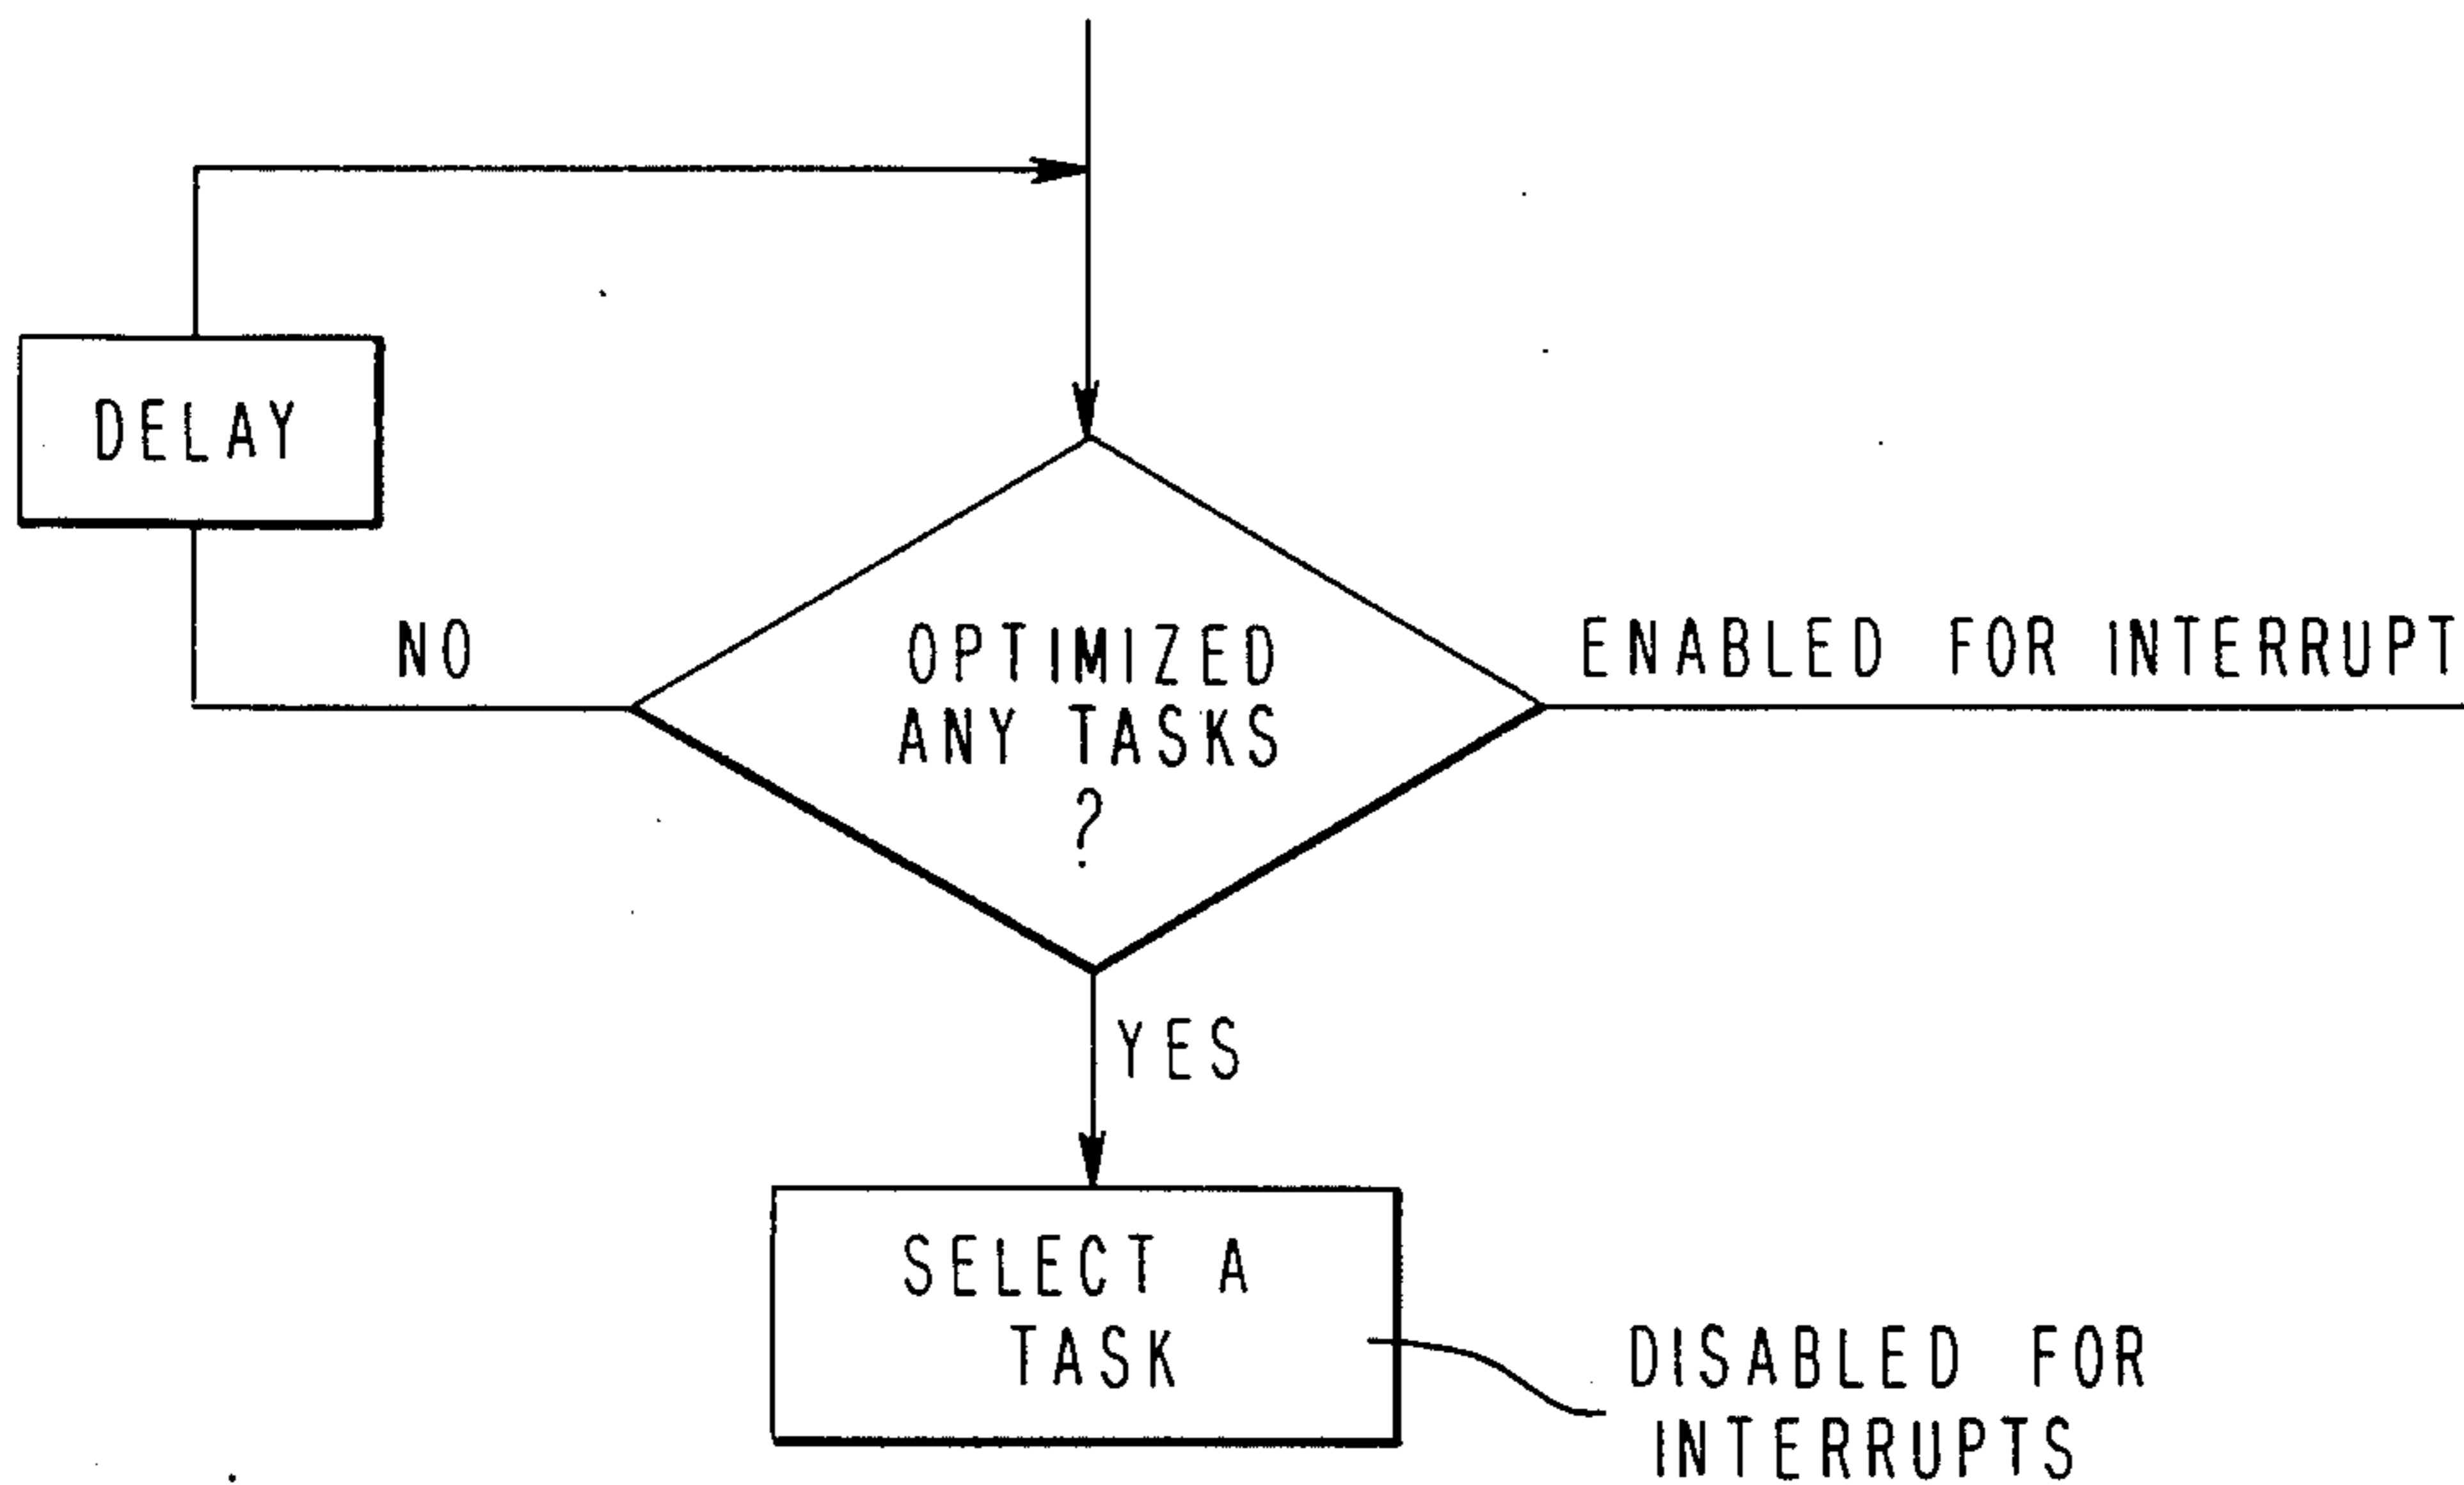 DELAY
NO
OPTIMIZED
ANY TASKS
?
ENABLED FOR INTERRUPT
YES
SELECT A
TASK
DISABLED FOR
INTERRUPTS